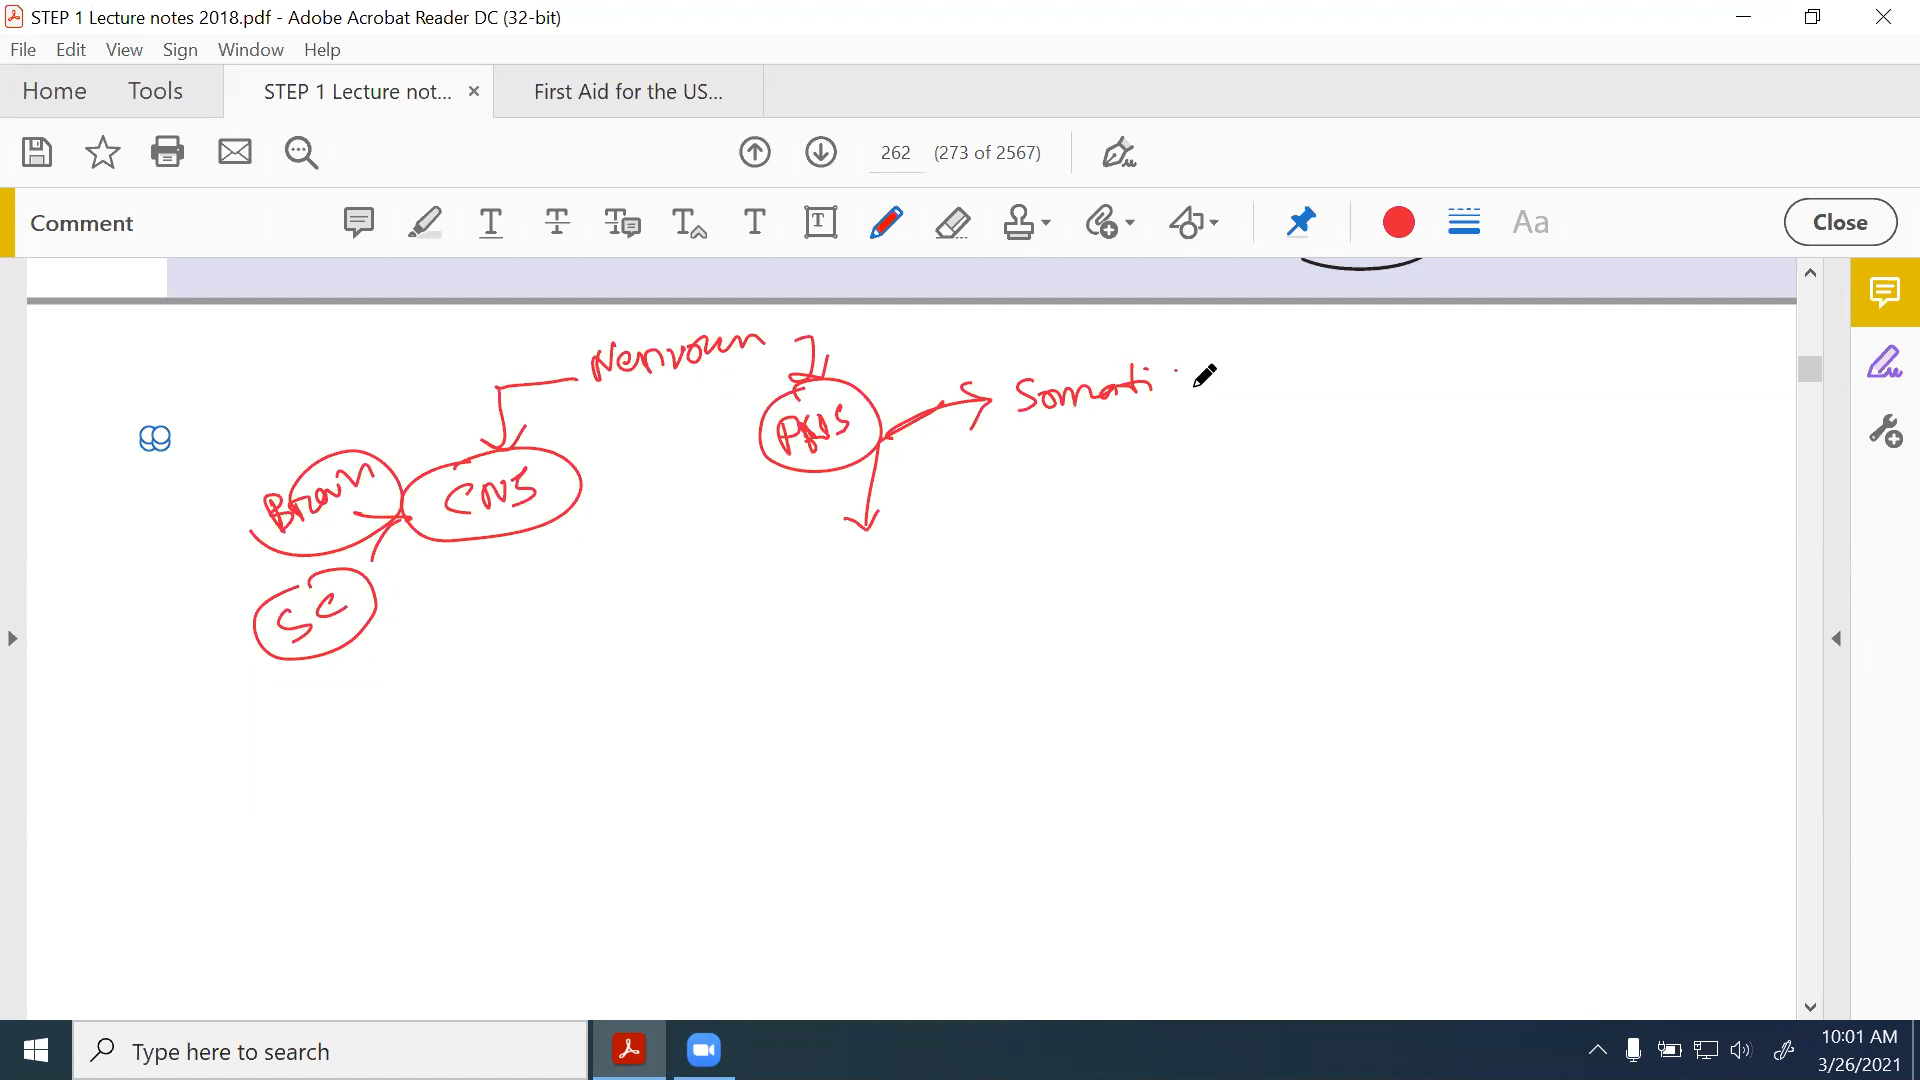 STEP 1 Lecture notes 2018.pdf - Adobe Acrobat Reader DC (32-bit)
File Edit View Sign Window Help
Home Tools STEP 1 Lecture not... × First Aid for the US...
262 (273 of 2567)
Comment Aa Close
Nervous
PNS
Somati
Brain
CNS
SC
Type here to search
10:01 AM
3/26/2021